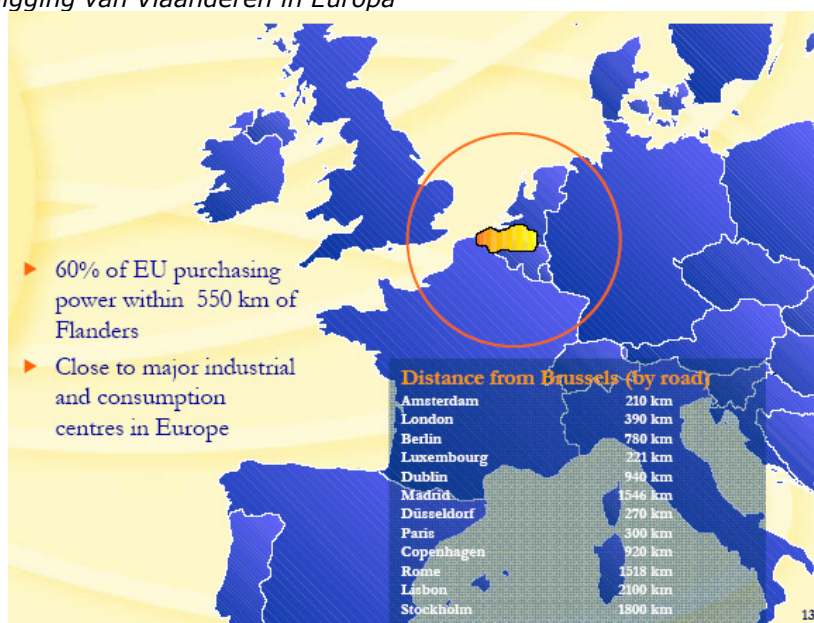 igging van Vlaanderen in Europa
60% of EU purchasing
power within 550 km of
Flanders
Close to major industrial
and consumption
centres in Europe
Distance from Brussels (by road)
Amsterdam 210 km
London 390 km
Berlin 780 km
Luxembourg 221 km
Dublin 940 km
Madrid 1546 km
Düsseldorf 270 km
Paris 300 km
Copenhagen 920 km
Rome 1518 km
Lisbon 2100 km
Stockholm 1800 km
13